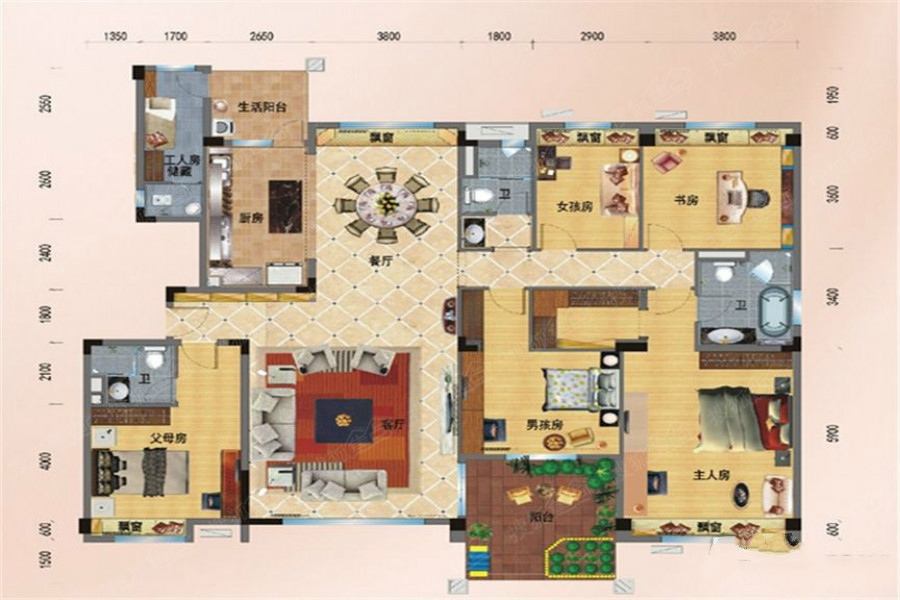 1350 1700 2650 3800 1800 2900 3800
2550
2600
2400
1800
2100
4000
600
1500
1950
600
3600
3400
5900
600
生活阳台
工人房
储藏
厨房
飘窗
餐厅
卫
飘窗
女孩房
飘窗
书房
卫
卫
父母房
飘窗
客厅
男孩房
阳台
主人房
飘窗